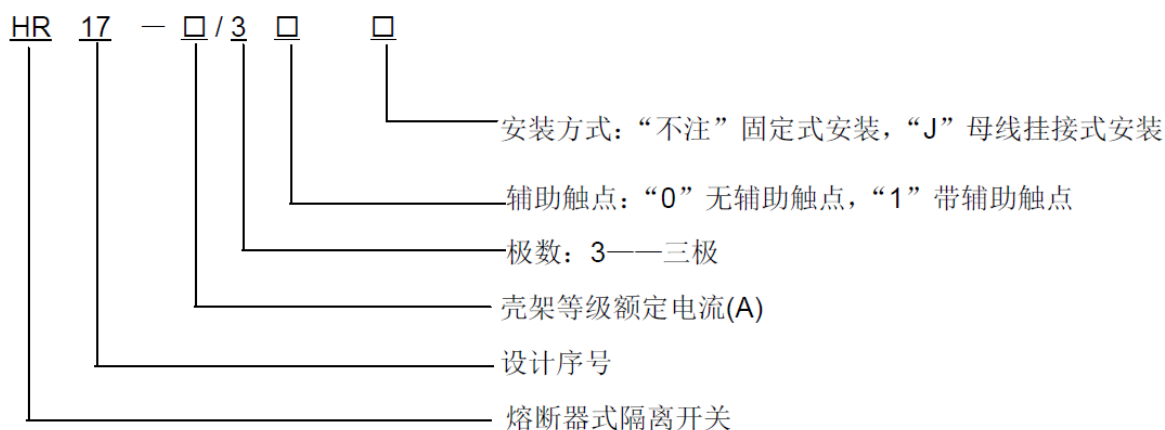 HR 17 — □ / 3 □ □
安装方式：“不注”固定式安装，“J”母线挂接式安装
辅助触点：“0”无辅助触点，“1”带辅助触点
极数：3——三极
壳架等级额定电流(A)
设计序号
熔断器式隔离开关